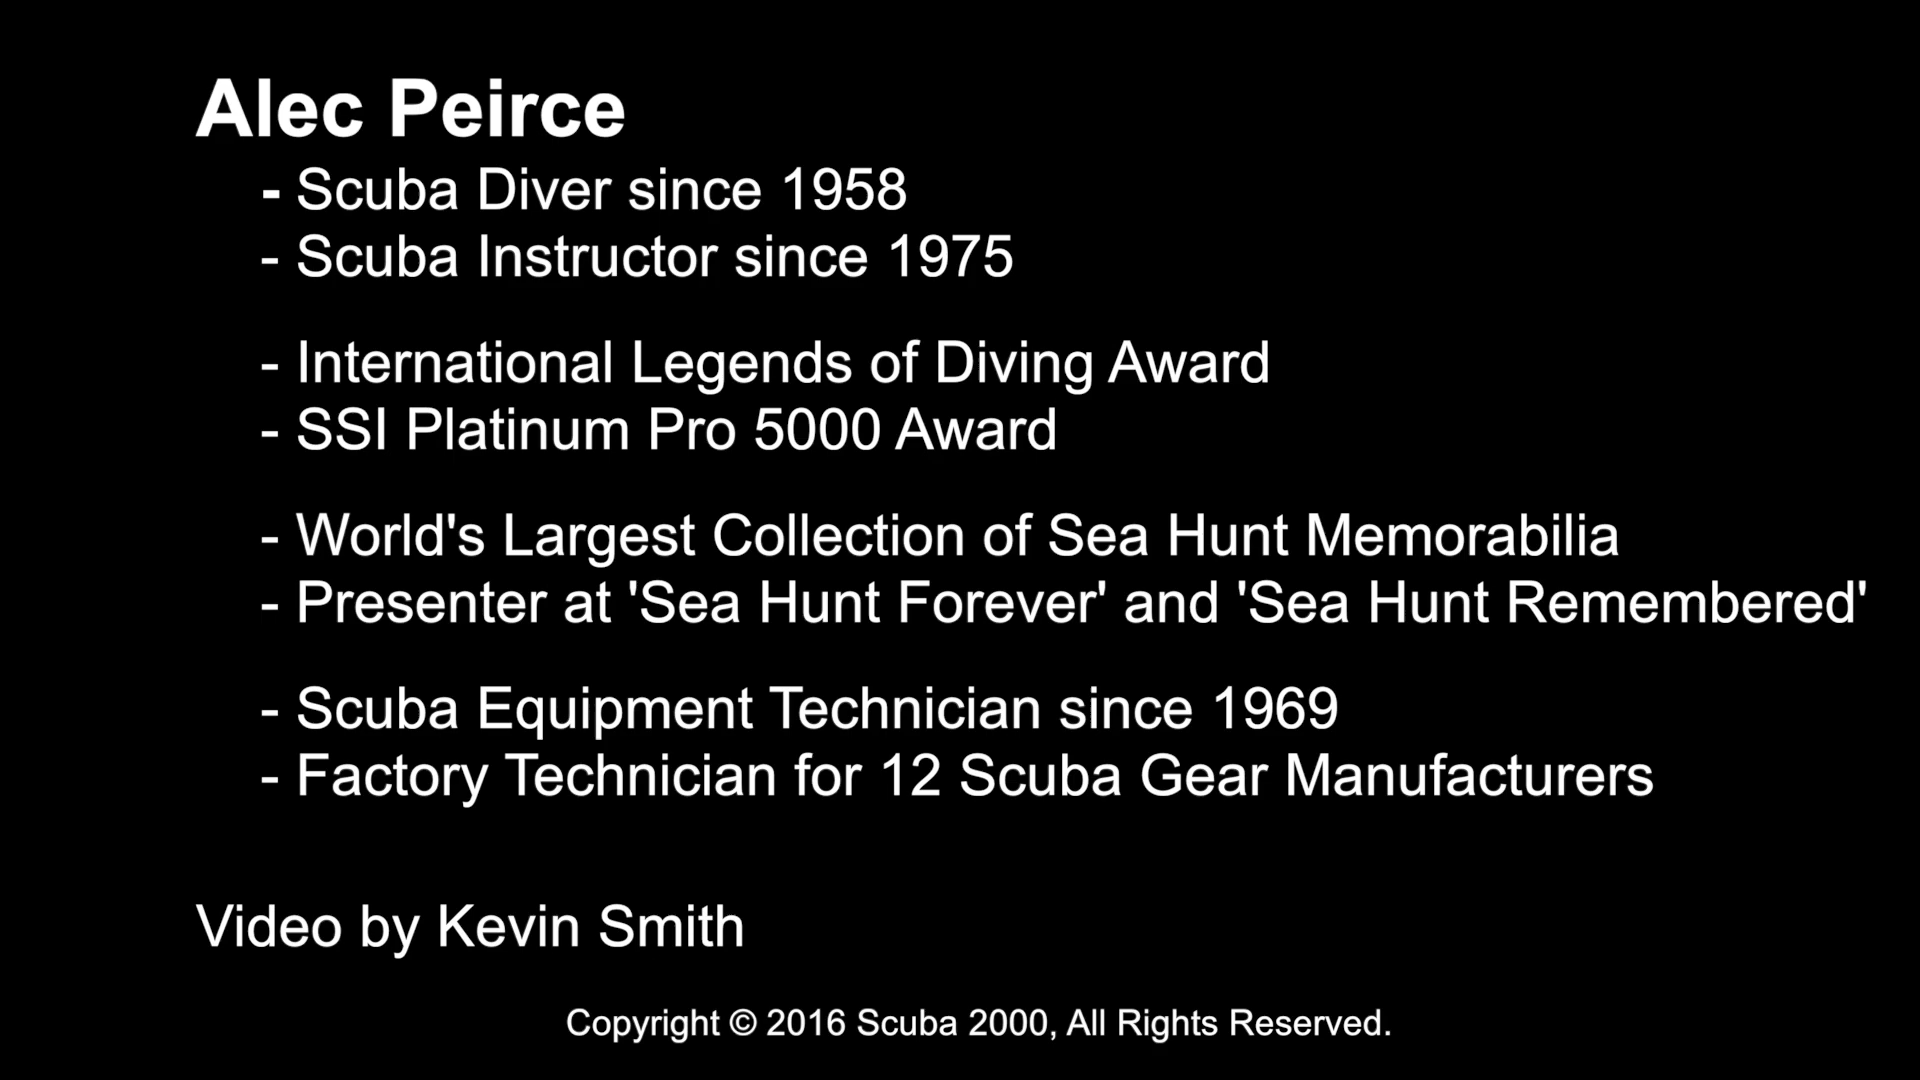 Alec Peirce
- Scuba Diver since 1958
- Scuba Instructor since 1975
- International Legends of Diving Award
- SSI Platinum Pro 5000 Award
- World's Largest Collection of Sea Hunt Memorabilia
- Presenter at 'Sea Hunt Forever' and 'Sea Hunt Remembered'
- Scuba Equipment Technician since 1969
- Factory Technician for 12 Scuba Gear Manufacturers
Video by Kevin Smith
Copyright © 2016 Scuba 2000, All Rights Reserved.